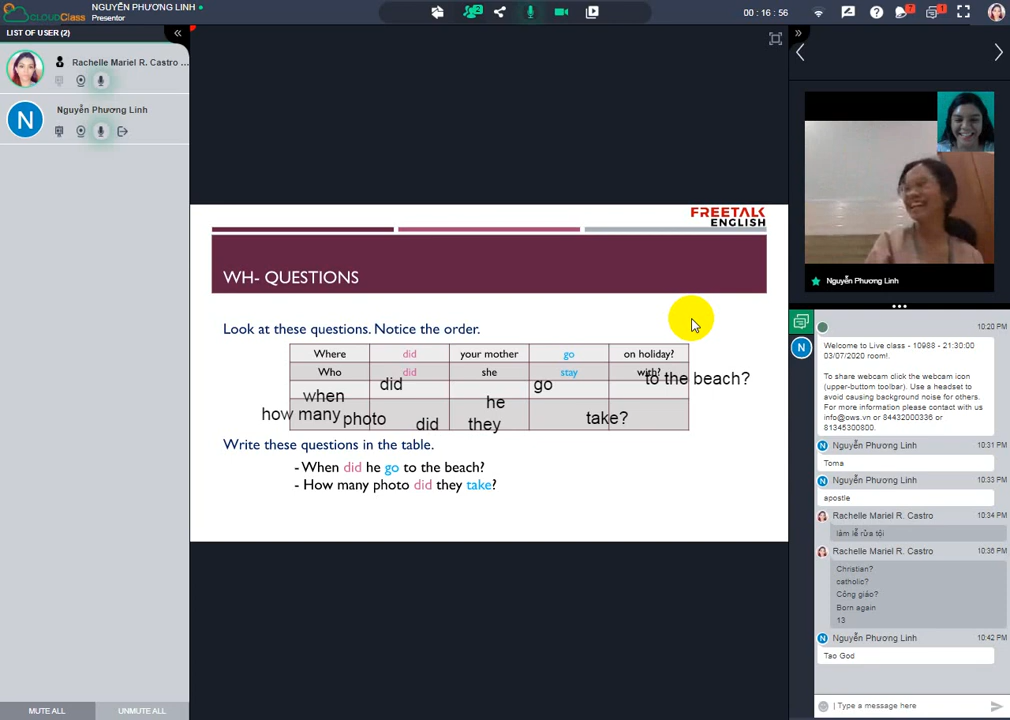 CLOUDClass
NGUYỄN PHƯƠNG LINH
Presentor
2
00 : 16 : 56
7
1
LIST OF USER (2)
«
»
Rachelle Mariel R. Castro ...
N
Nguyễn Phương Linh
FREETALK
ENGLISH
WH- QUESTIONS
Look at these questions. Notice the order.
Where did your mother go on holiday?
Who did she stay with?
when did he go to the beach?
how many photo did they take?
Write these questions in the table.
- When did he go to the beach?
- How many photo did they take?
MUTE ALL
UNMUTE ALL
Nguyễn Phương Linh
10:20 PM
N
Welcome to Live class - 10988 - 21:30:00
03/07/2020 room!.
To share webcam click the webcam icon
(upper-buttom toolbar). Use a headset to
avoid causing background noise for others.
For more information please contact with us
info@ows.vn or 84432000336 or
81345300800.
N Nguyễn Phương Linh 10:31 PM
Toma
N Nguyễn Phương Linh 10:33 PM
apostle
Rachelle Mariel R. Castro 10:34 PM
làm lễ rửa tội
Rachelle Mariel R. Castro 10:36 PM
Christian?
catholic?
Công giáo?
Born again
13
N Nguyễn Phương Linh 10:42 PM
Tao God
Type a message here